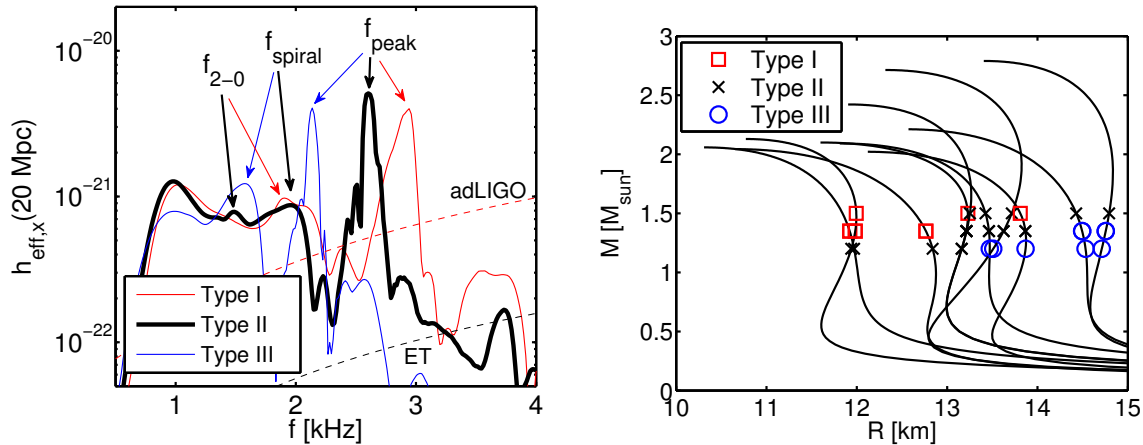 10⁻²⁰
10⁻²¹
10⁻²²
h_eff,x(20 Mpc)
f_2-0
f_spiral
f_peak
adLIGO
ET
Type I
Type II
Type III
1 2 3 4
f [kHz]
3
2.5
2
1.5
1
0.5
0
M [M_sun]
Type I
Type II
Type III
10 11 12 13 14 15
R [km]